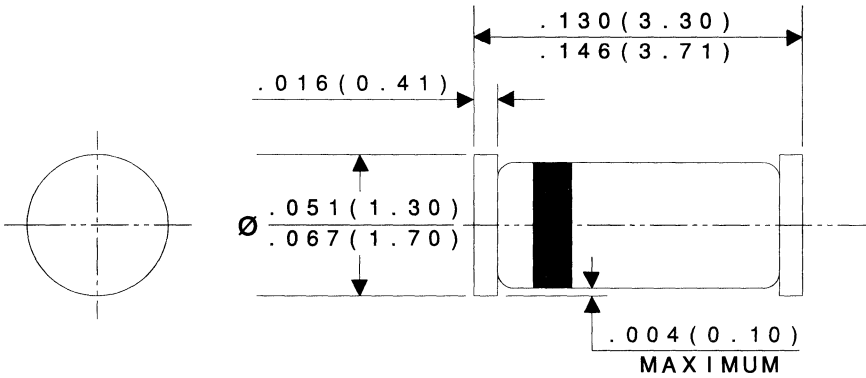 .130(3.30)
.146(3.71)
.016(0.41)
Ø .051(1.30)
.067(1.70)
.004(0.10)
MAXIMUM